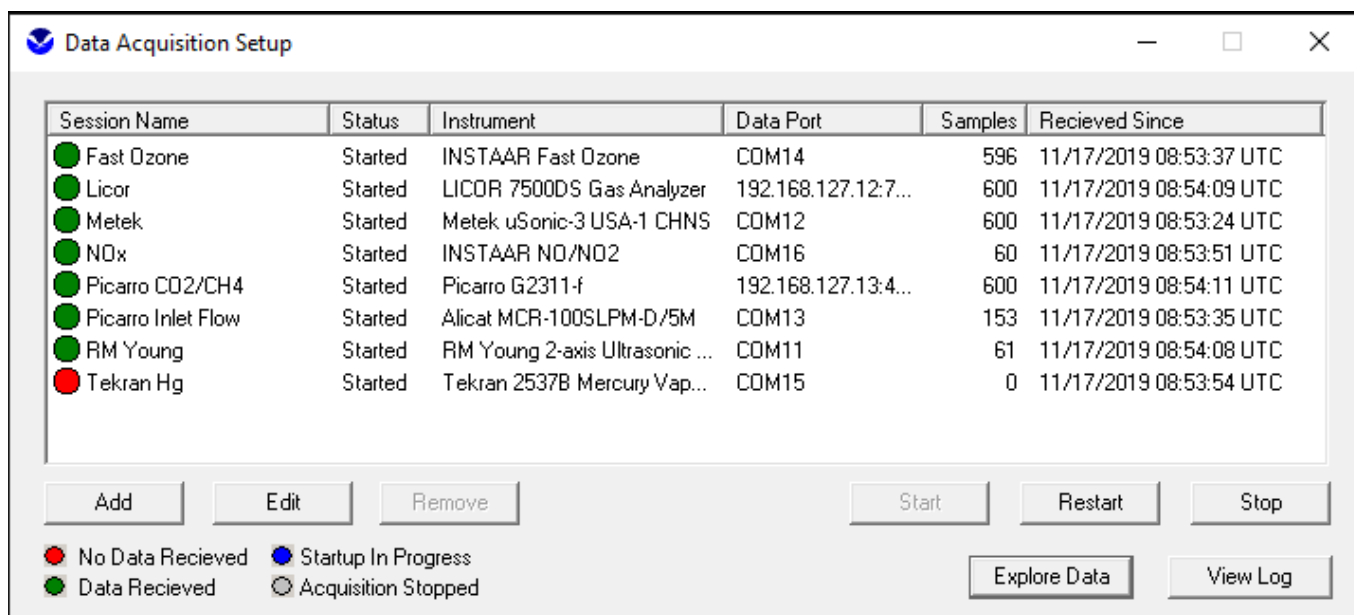 Data Acquisition Setup
Session Name Status Instrument Data Port Samples Recieved Since
Fast Ozone Started INSTAAR Fast Ozone COM14 596 11/17/2019 08:53:37 UTC
Licor Started LICOR 7500DS Gas Analyzer 192.168.127.12:7... 600 11/17/2019 08:54:09 UTC
Metek Started Metek uSonic-3 USA-1 CHNS COM12 600 11/17/2019 08:53:24 UTC
NOx Started INSTAAR NO/NO2 COM16 60 11/17/2019 08:53:51 UTC
Picarro CO2/CH4 Started Picarro G2311-f 192.168.127.13:4... 600 11/17/2019 08:54:11 UTC
Picarro Inlet Flow Started Alicat MCR-100SLPM-D/5M COM13 153 11/17/2019 08:53:35 UTC
RM Young Started RM Young 2-axis Ultrasonic ... COM11 61 11/17/2019 08:54:08 UTC
Tekran Hg Started Tekran 2537B Mercury Vap... COM15 0 11/17/2019 08:53:54 UTC
Add Edit Remove Start Restart Stop
No Data Recieved Startup In Progress
Data Recieved Acquisition Stopped
Explore Data View Log